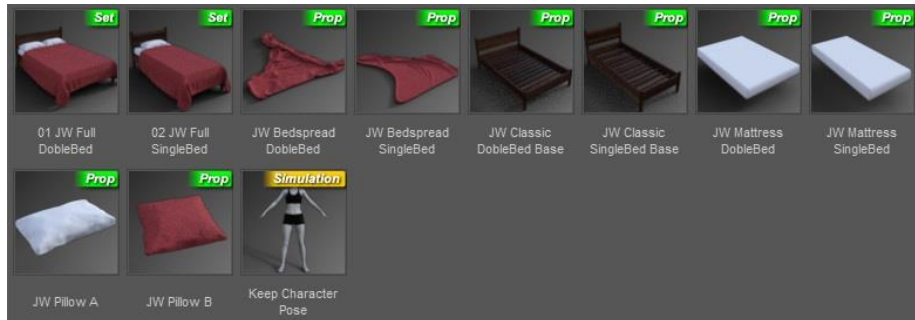 Set
Set
Prop
Prop
Prop
Prop
Prop
Prop
01 JW Full
DobleBed
02 JW Full
SingleBed
JW Bedspread
DobleBed
JW Bedspread
SingleBed
JW Classic
DobleBed Base
JW Classic
SingleBed Base
JW Mattress
DobleBed
JW Mattress
SingleBed
Prop
Prop
Simulation
JW Pillow A
JW Pillow B
Keep Character
Pose